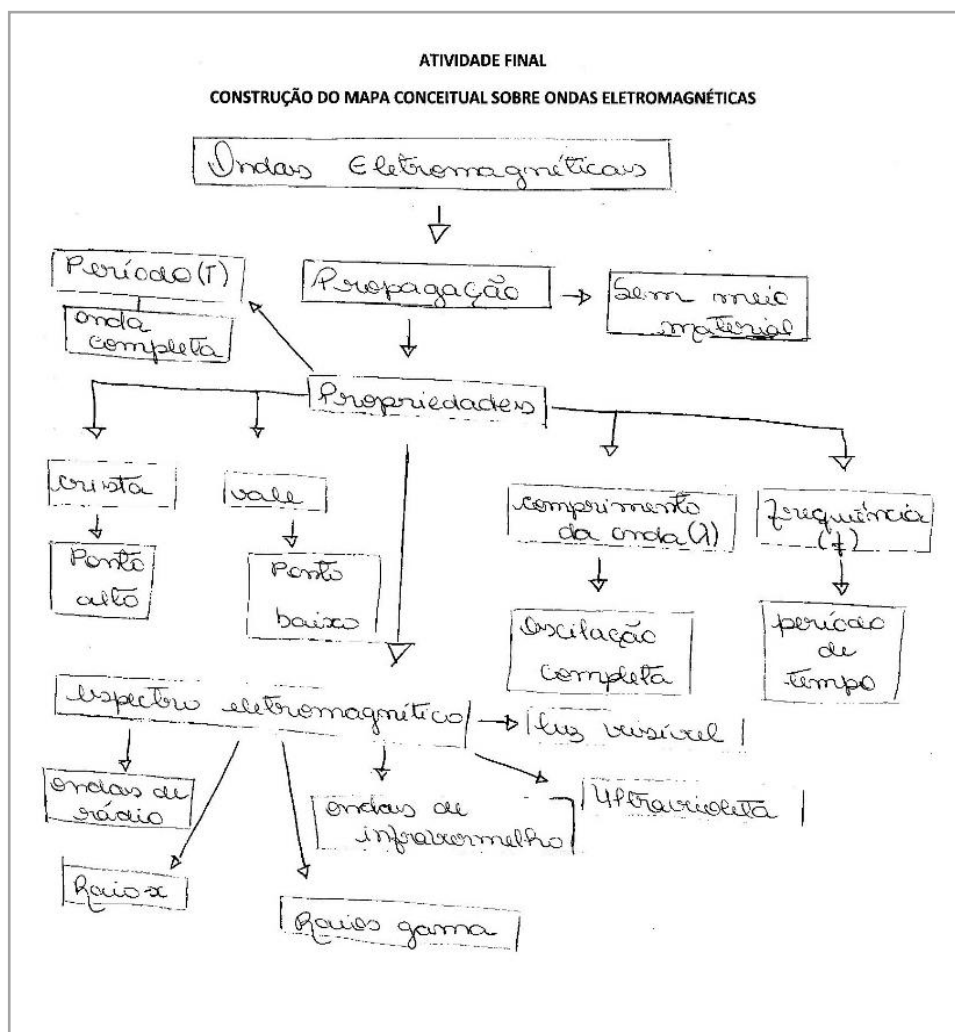 ATIVIDADE FINAL
CONSTRUÇÃO DO MAPA CONCEITUAL SOBRE ONDAS ELETROMAGNÉTICAS
Ondas Eletromagnéticas
Período (T)
onda
completa
Propagação
Sem meio
material
Propriedades
crista
vale
comprimento
da onda (λ)
frequência
(f)
Ponto
alto
Ponto
baixo
Oscilação
completa
período
de
tempo
espectro eletromagnético
luz visível
ondas de
rádio
ondas de
infravermelho
Ultravioleta
Raio x
Raios gama